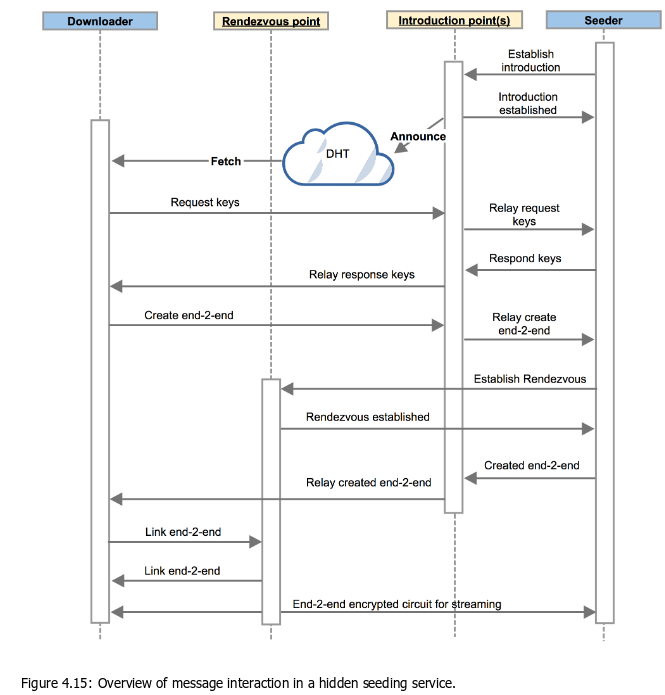 Downloader
Rendezvous point
Introduction point(s)
Seeder
Establish
introduction
Introduction
established
Announce
DHT
Fetch
Request keys
Relay request
keys
Respond keys
Relay response keys
Create end-2-end
Relay create
end-2-end
Establish Rendezvous
Rendezvous established
Created end-2-end
Relay created end-2-end
Link end-2-end
Link end-2-end
End-2-end encrypted circuit for streaming
Figure 4.15: Overview of message interaction in a hidden seeding service.